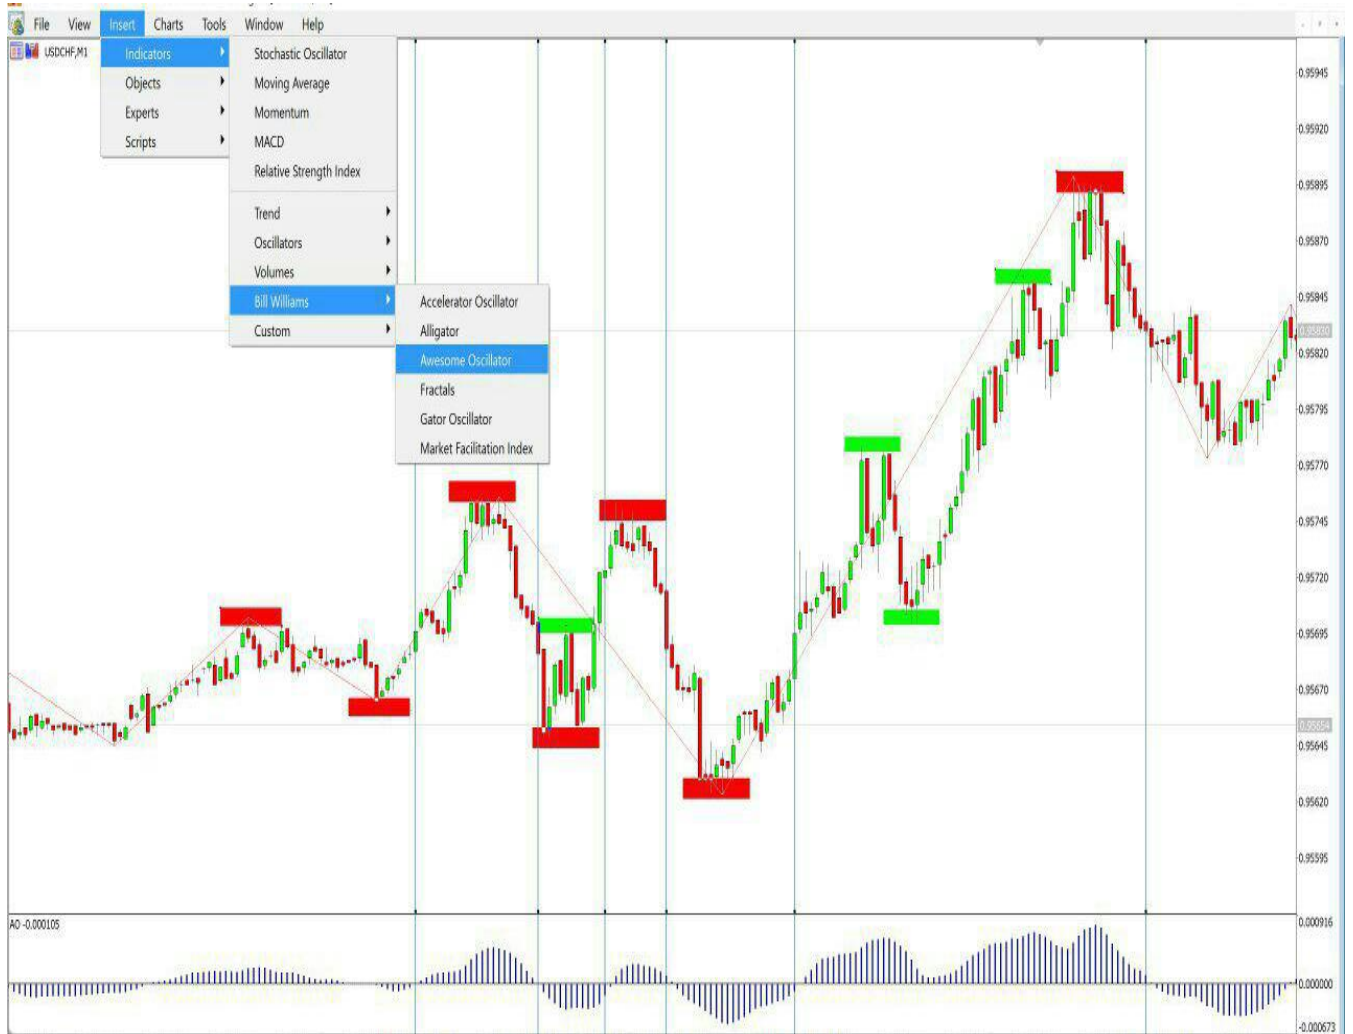 File View Insert Charts Tools Window Help
USDCHF,M1
Indicators
Objects
Experts
Scripts
Stochastic Oscillator
Moving Average
Momentum
MACD
Relative Strength Index
Trend
Oscillators
Volumes
Bill Williams
Custom
Accelerator Oscillator
Alligator
Awesome Oscillator
Fractals
Gator Oscillator
Market Facilitation Index
0.95945
0.95920
0.95895
0.95870
0.95845
0.95830
0.95820
0.95795
0.95770
0.95745
0.95720
0.95695
0.95670
0.95654
0.95645
0.95620
0.95595
AO -0.000105
0.000916
0.000000
-0.000673